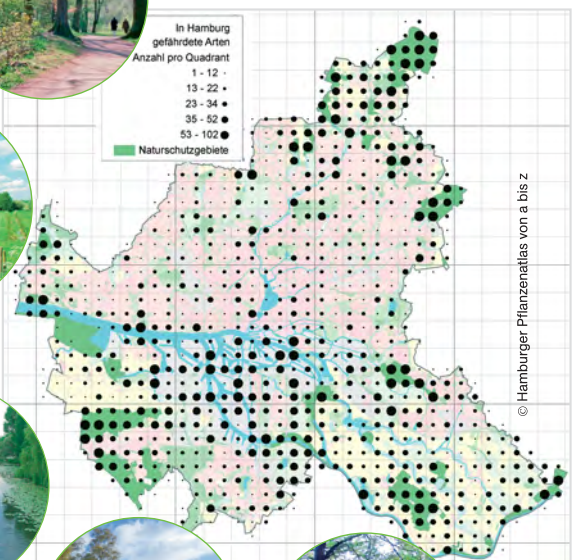 In Hamburg
gefährdete Arten
Anzahl pro Quadrant
1 - 12
13 - 22
23 - 34
35 - 52
53 - 102
Naturschutzgebiete
© Hamburger Pflanzenatlas von a bis z